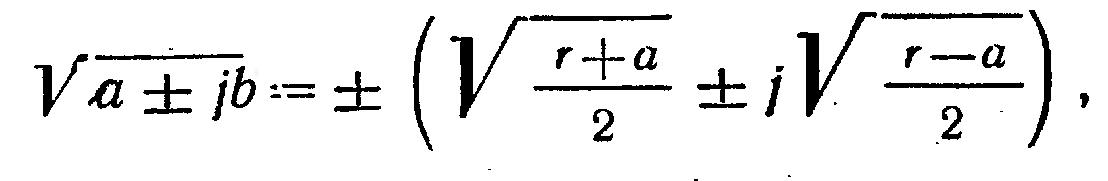 √(a ± jb) = ± (√((r+a)/2) ± j√((r−a)/2)),